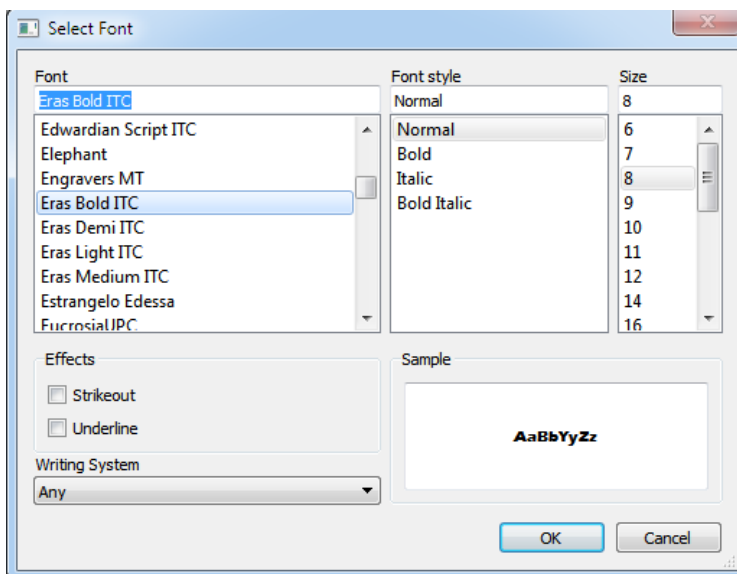 Select Font
Font
Eras Bold ITC
Edwardian Script ITC
Elephant
Engravers MT
Eras Bold ITC
Eras Demi ITC
Eras Light ITC
Eras Medium ITC
Estrangelo Edessa
EucrosiaUPC
Font style
Normal
Normal
Bold
Italic
Bold Italic
Size
8
6
7
8
9
10
11
12
14
16
Effects
Strikeout
Underline
Writing System
Any
Sample
AaBbYyZz
OK
Cancel